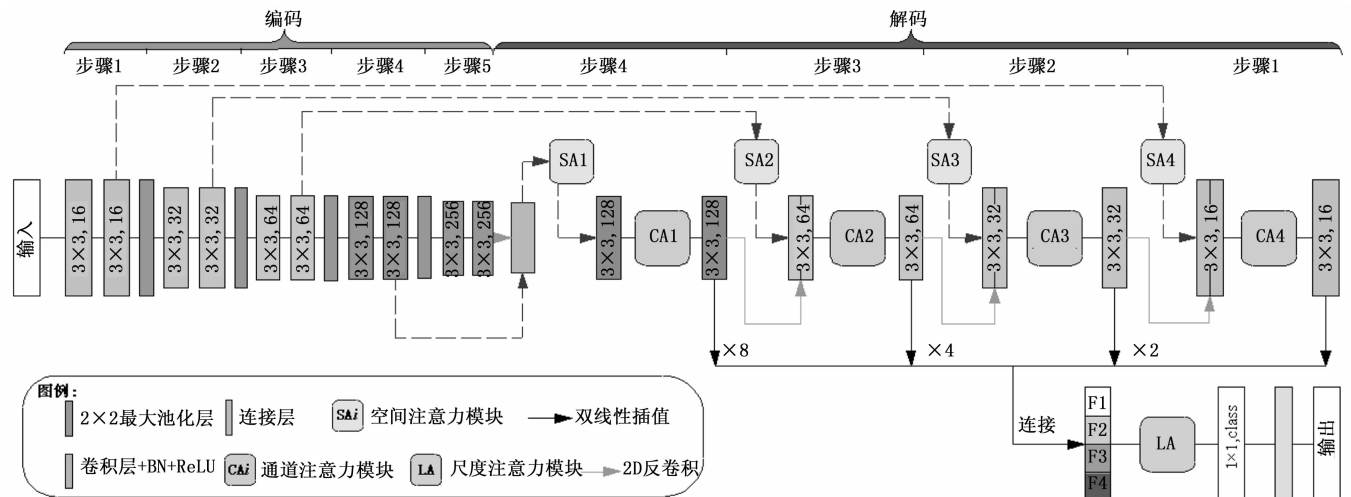 编码
解码
步骤1 步骤2 步骤3 步骤4 步骤5 步骤4 步骤3 步骤2 步骤1
SA1 SA2 SA3 SA4
输入
3×3,16
3×3,16
3×3,32
3×3,32
3×3,64
3×3,64
3×3,128
3×3,128
3×3,256
3×3,256
3×3,128
CA1
3×3,128
3×3,64
CA2
3×3,64
3×3,32
CA3
3×3,32
3×3,16
CA4
3×3,16
×8 ×4 ×2
图例:
2×2最大池化层 连接层 SAi 空间注意力模块 双线性插值
卷积层+BN+ReLU CAi 通道注意力模块 LA 尺度注意力模块 2D反卷积
连接
F1
F2
F3
F4
LA
1×1,class
输出